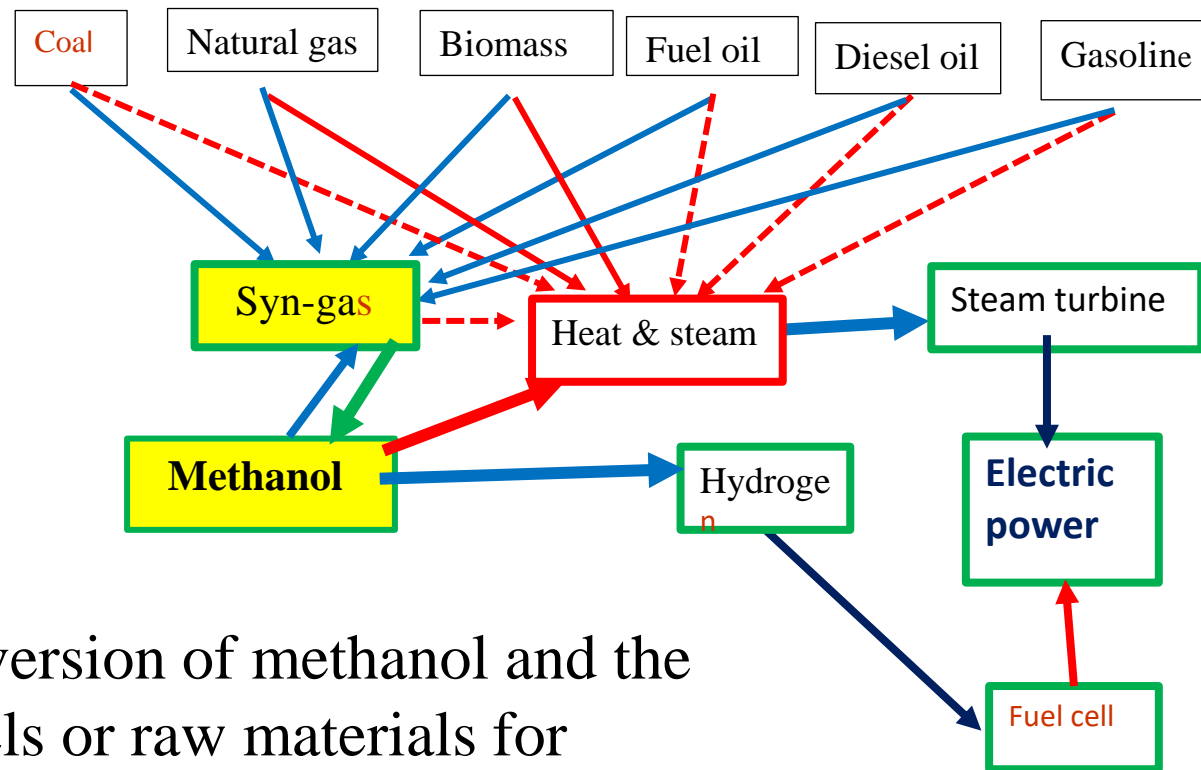 Coal
Natural gas
Biomass
Fuel oil
Diesel oil
Gasoline
Syn-gas
Heat & steam
Steam turbine
Methanol
Hydroge
n
Electric
power
Fuel cell
version of methanol and the
ls or raw materials for